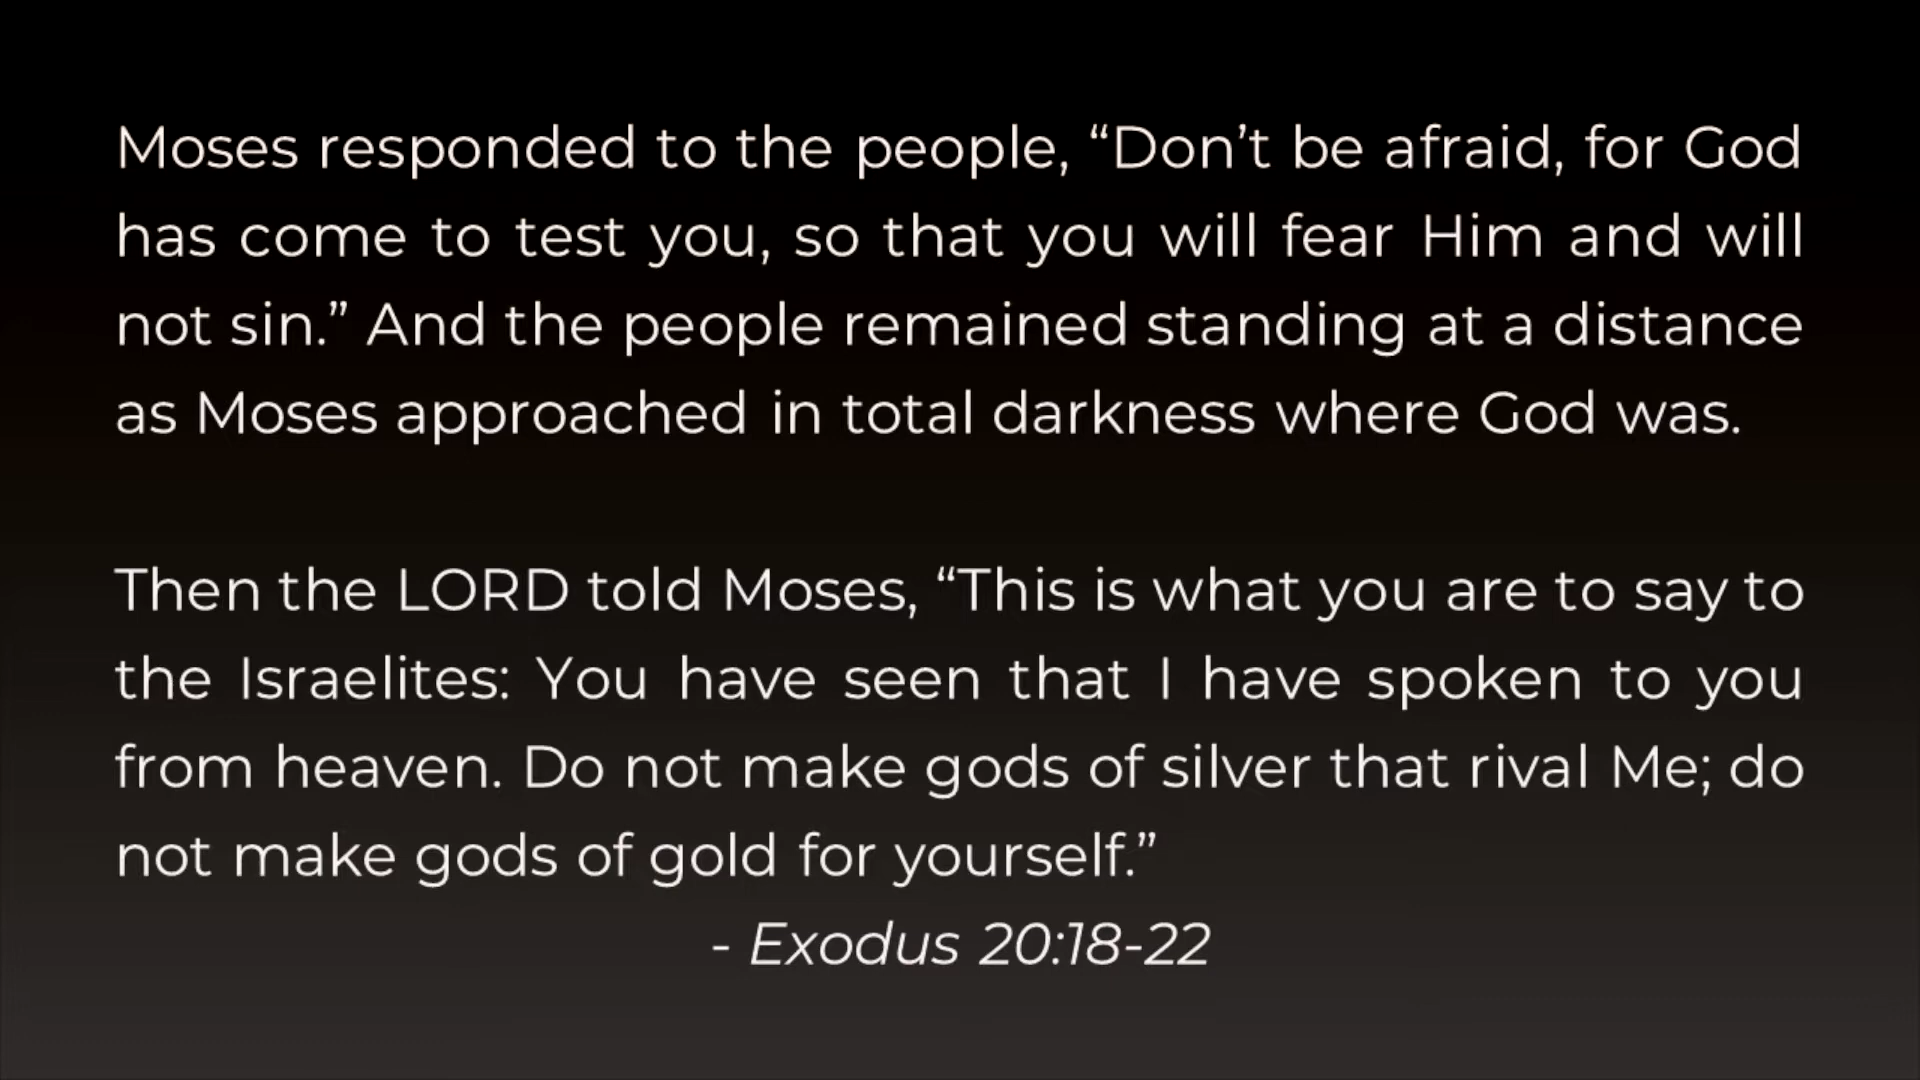 Moses responded to the people, “Don’t be afraid, for God
has come to test you, so that you will fear Him and will
not sin.” And the people remained standing at a distance
as Moses approached in total darkness where God was.
Then the LORD told Moses, “This is what you are to say to
the Israelites: You have seen that I have spoken to you
from heaven. Do not make gods of silver that rival Me; do
not make gods of gold for yourself.”
- Exodus 20:18-22